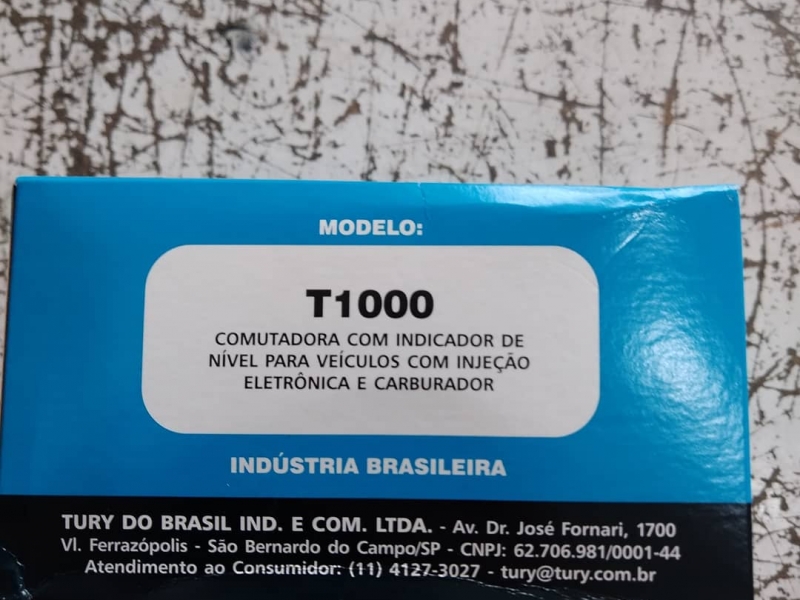 MODELO:
T1000
COMUTADORA COM INDICADOR DE
NÍVEL PARA VEÍCULOS COM INJEÇÃO
ELETRÔNICA E CARBURADOR
INDÚSTRIA BRASILEIRA
TURY DO BRASIL IND. E COM. LTDA. - Av. Dr. José Fornari, 1700
Vl. Ferrazópolis - São Bernardo do Campo/SP - CNPJ: 62.706.981/0001-44
Atendimento ao Consumidor: (11) 4127-3027 - tury@tury.com.br